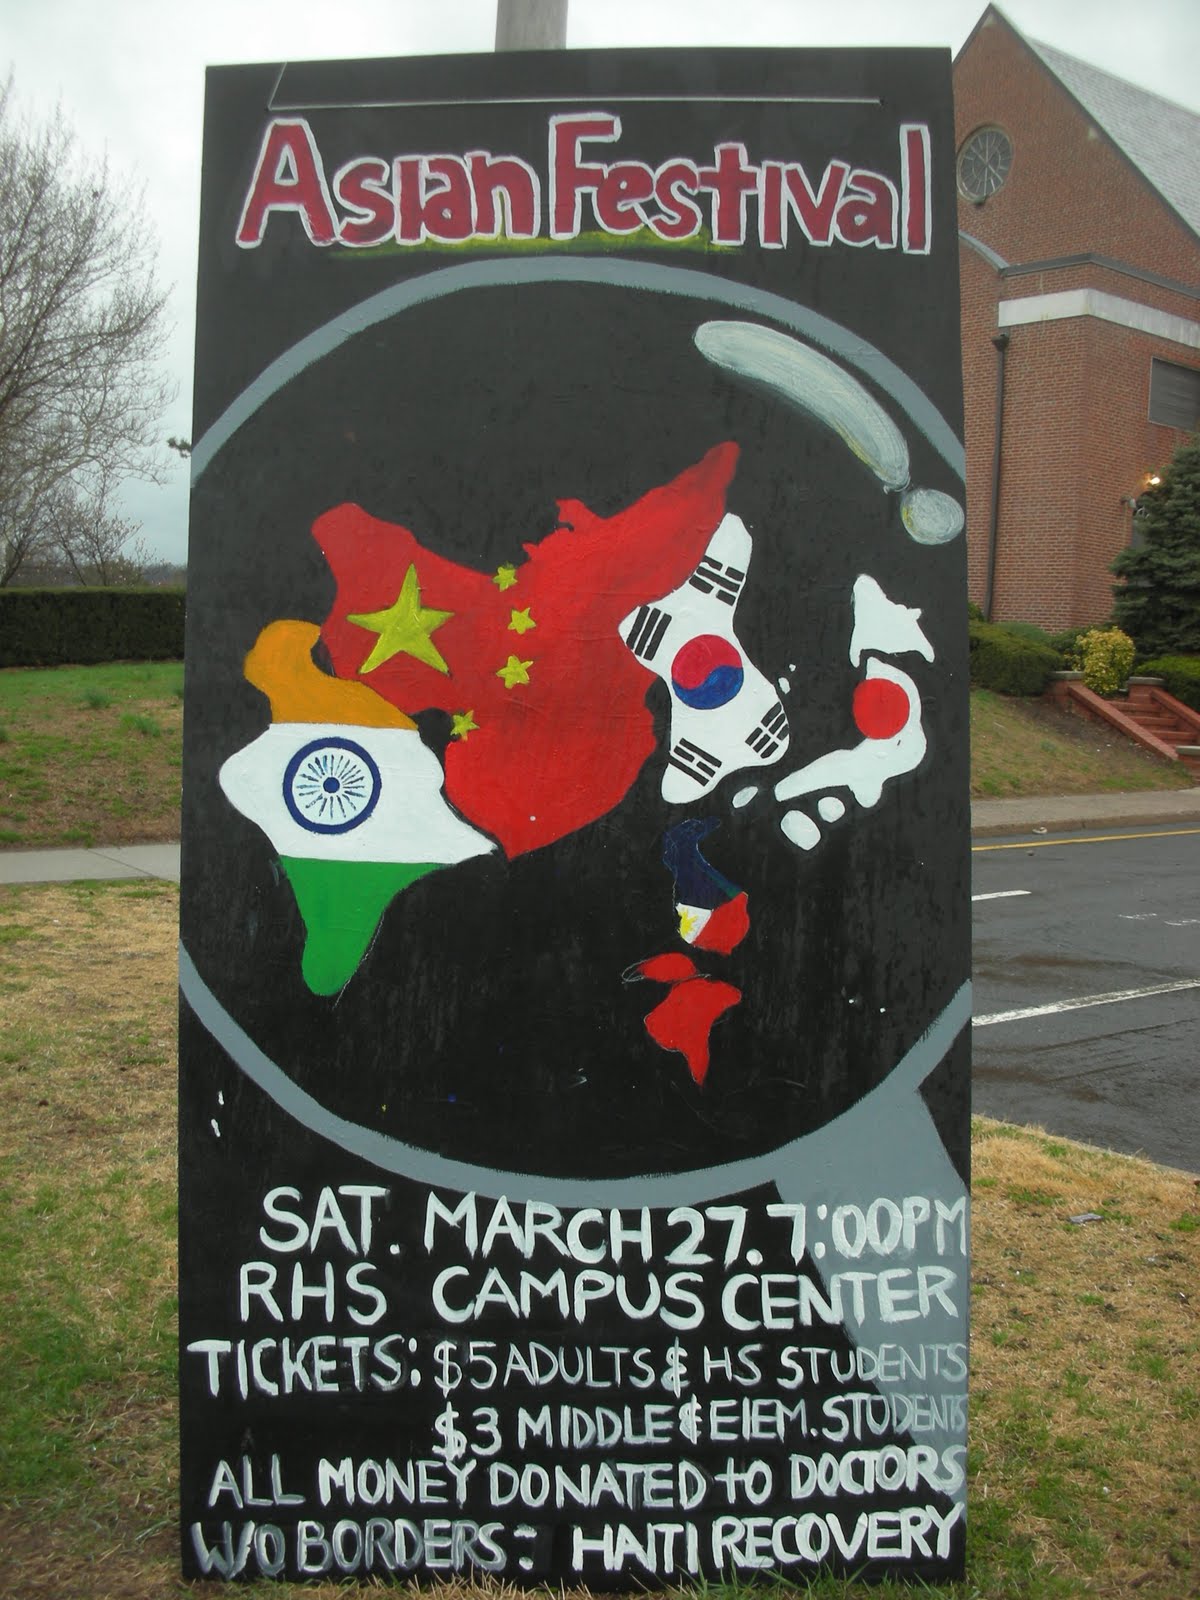 Asian Festival
SAT. MARCH 27. 7:00PM
RHS CAMPUS CENTER
TICKETS: $5 ADULTS & HS STUDENTS
$3 MIDDLE & ElEM. STUDENTS
ALL MONEY DONATED to DOCTORS
W/O BORDERS: HAITI RECOVERY